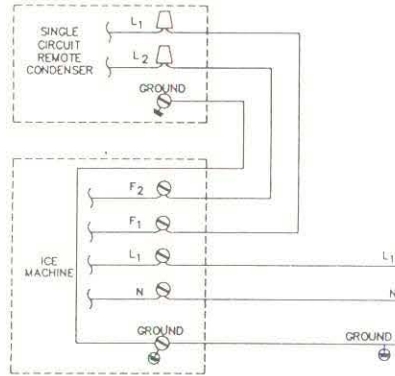 SINGLE
CIRCUIT
REMOTE
CONDENSER
L1
L2
GROUND
ICE
MACHINE
F2
F1
L1
N
GROUND
L1
N
GROUND